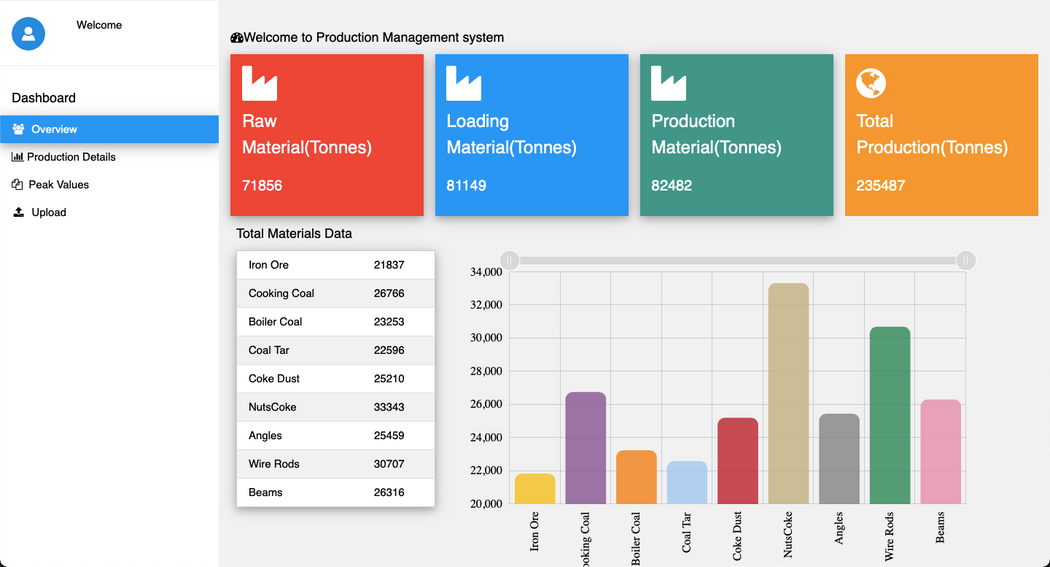 Welcome
Dashboard
Overview
Production Details
Peak Values
Upload
Welcome to Production Management system
Raw
Material(Tonnes)
71856
Loading
Material(Tonnes)
81149
Production
Material(Tonnes)
82482
Total
Production(Tonnes)
235487
Total Materials Data
Iron Ore 21837
Cooking Coal 26766
Boiler Coal 23253
Coal Tar 22596
Coke Dust 25210
NutsCoke 33343
Angles 25459
Wire Rods 30707
Beams 26316
34,000
32,000
30,000
28,000
26,000
24,000
22,000
20,000
Iron Ore
ooking Coal
Boiler Coal
Coal Tar
Coke Dust
NutsCoke
Angles
Wire Rods
Beams